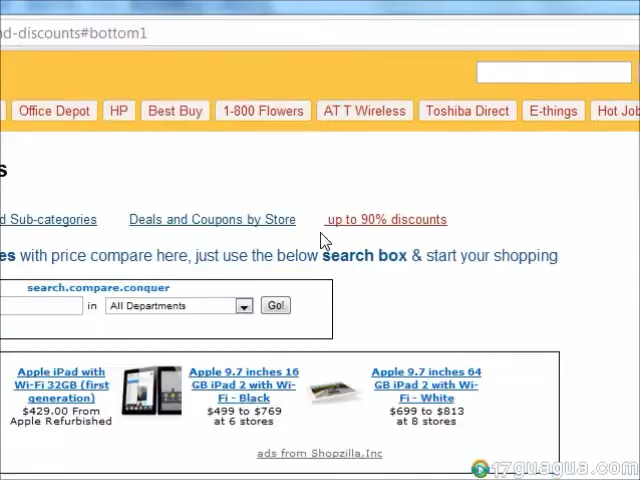 d-discounts#bottom1
Office Depot HP Best Buy 1-800 Flowers AT T Wireless Toshiba Direct E-things Hot Job
s
d Sub-categories Deals and Coupons by Store up to 90% discounts
es with price compare here, just use the below search box & start your shopping
search.compare.conquer
in All Departments Go!
Apple iPad with
Wi-Fi 32GB (first
generation)
$429.00 From
Apple Refurbished
Apple 9.7 inches 16
GB iPad 2 with Wi-
Fi - Black
$499 to $769
at 6 stores
Apple 9.7 inches 64
GB iPad 2 with Wi-
Fi - White
$699 to $813
at 8 stores
ads from Shopzilla,Inc
17guagua.com